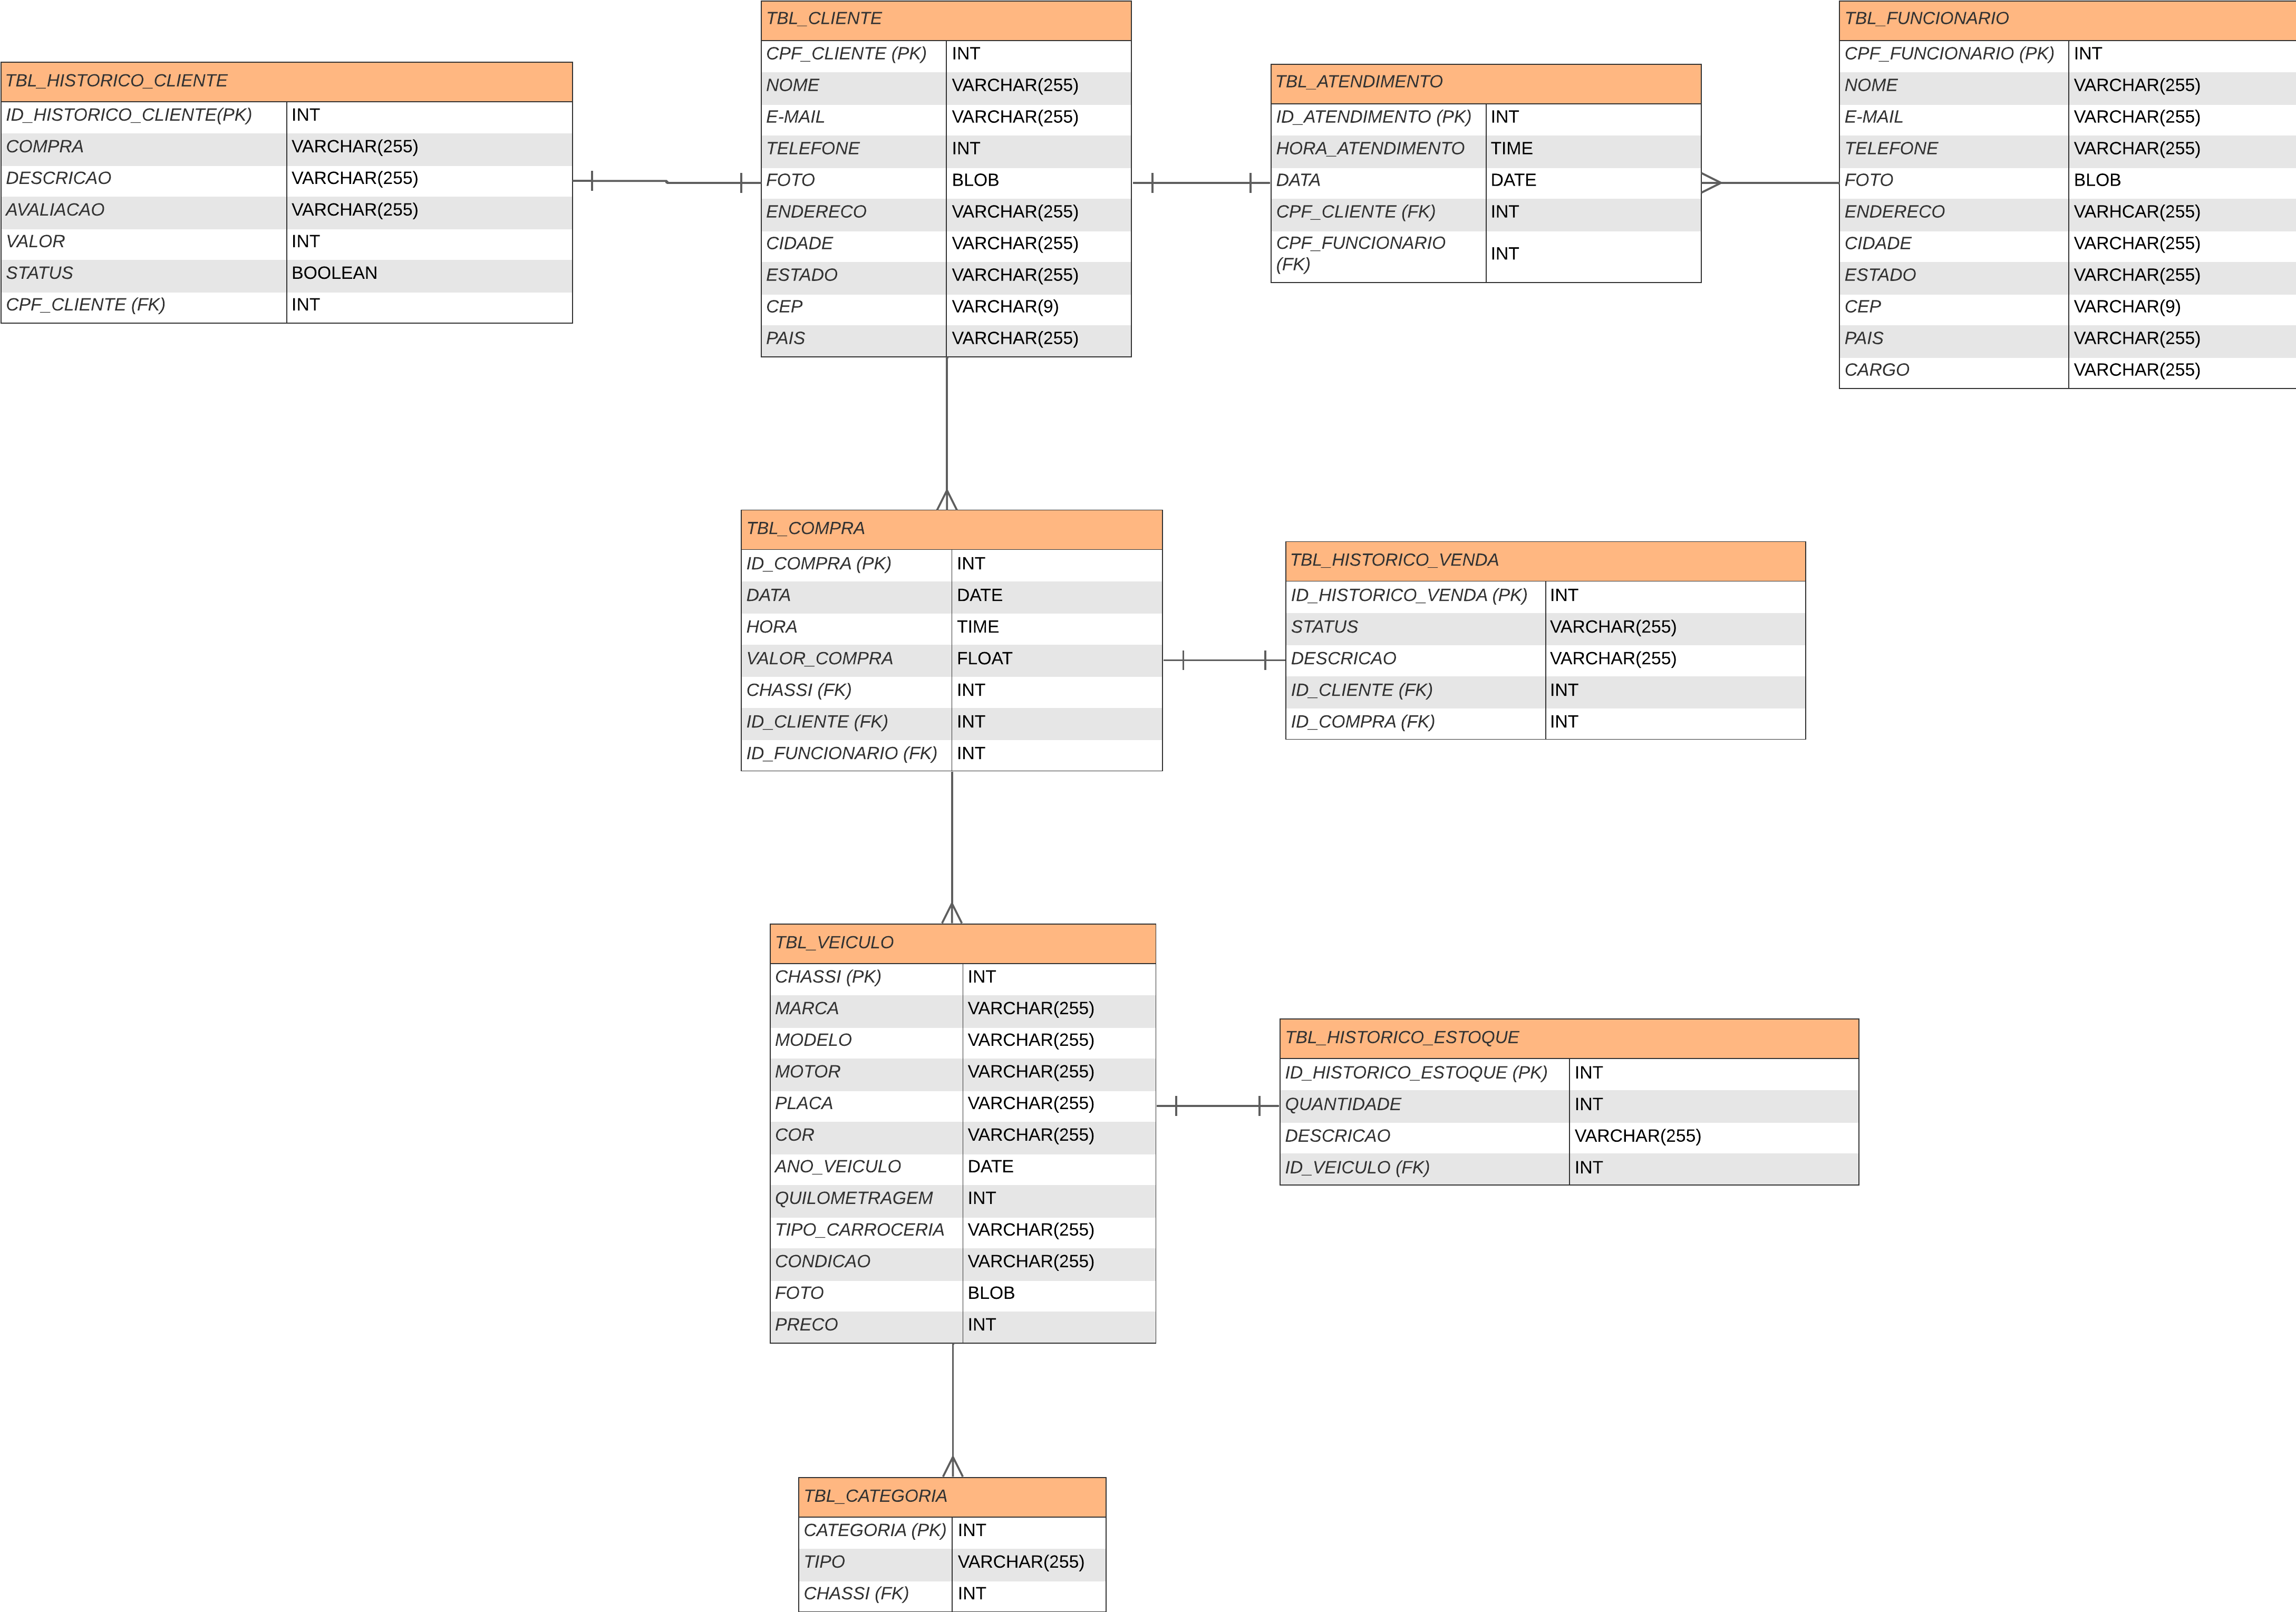 TBL_HISTORICO_CLIENTE
ID_HISTORICO_CLIENTE(PK) INT
COMPRA VARCHAR(255)
DESCRICAO VARCHAR(255)
AVALIACAO VARCHAR(255)
VALOR INT
STATUS BOOLEAN
CPF_CLIENTE (FK) INT
TBL_CLIENTE
CPF_CLIENTE (PK) INT
NOME VARCHAR(255)
E-MAIL VARCHAR(255)
TELEFONE INT
FOTO BLOB
ENDERECO VARCHAR(255)
CIDADE VARCHAR(255)
ESTADO VARCHAR(255)
CEP VARCHAR(9)
PAIS VARCHAR(255)
TBL_ATENDIMENTO
ID_ATENDIMENTO (PK) INT
HORA_ATENDIMENTO TIME
DATA DATE
CPF_CLIENTE (FK) INT
CPF_FUNCIONARIO
(FK) INT
TBL_FUNCIONARIO
CPF_FUNCIONARIO (PK) INT
NOME VARCHAR(255)
E-MAIL VARCHAR(255)
TELEFONE VARCHAR(255)
FOTO BLOB
ENDERECO VARHCAR(255)
CIDADE VARCHAR(255)
ESTADO VARCHAR(255)
CEP VARCHAR(9)
PAIS VARCHAR(255)
CARGO VARCHAR(255)
TBL_COMPRA
ID_COMPRA (PK) INT
DATA DATE
HORA TIME
VALOR_COMPRA FLOAT
CHASSI (FK) INT
ID_CLIENTE (FK) INT
ID_FUNCIONARIO (FK) INT
TBL_HISTORICO_VENDA
ID_HISTORICO_VENDA (PK) INT
STATUS VARCHAR(255)
DESCRICAO VARCHAR(255)
ID_CLIENTE (FK) INT
ID_COMPRA (FK) INT
TBL_VEICULO
CHASSI (PK) INT
MARCA VARCHAR(255)
MODELO VARCHAR(255)
MOTOR VARCHAR(255)
PLACA VARCHAR(255)
COR VARCHAR(255)
ANO_VEICULO DATE
QUILOMETRAGEM INT
TIPO_CARROCERIA VARCHAR(255)
CONDICAO VARCHAR(255)
FOTO BLOB
PRECO INT
TBL_HISTORICO_ESTOQUE
ID_HISTORICO_ESTOQUE (PK) INT
QUANTIDADE INT
DESCRICAO VARCHAR(255)
ID_VEICULO (FK) INT
TBL_CATEGORIA
CATEGORIA (PK) INT
TIPO VARCHAR(255)
CHASSI (FK) INT